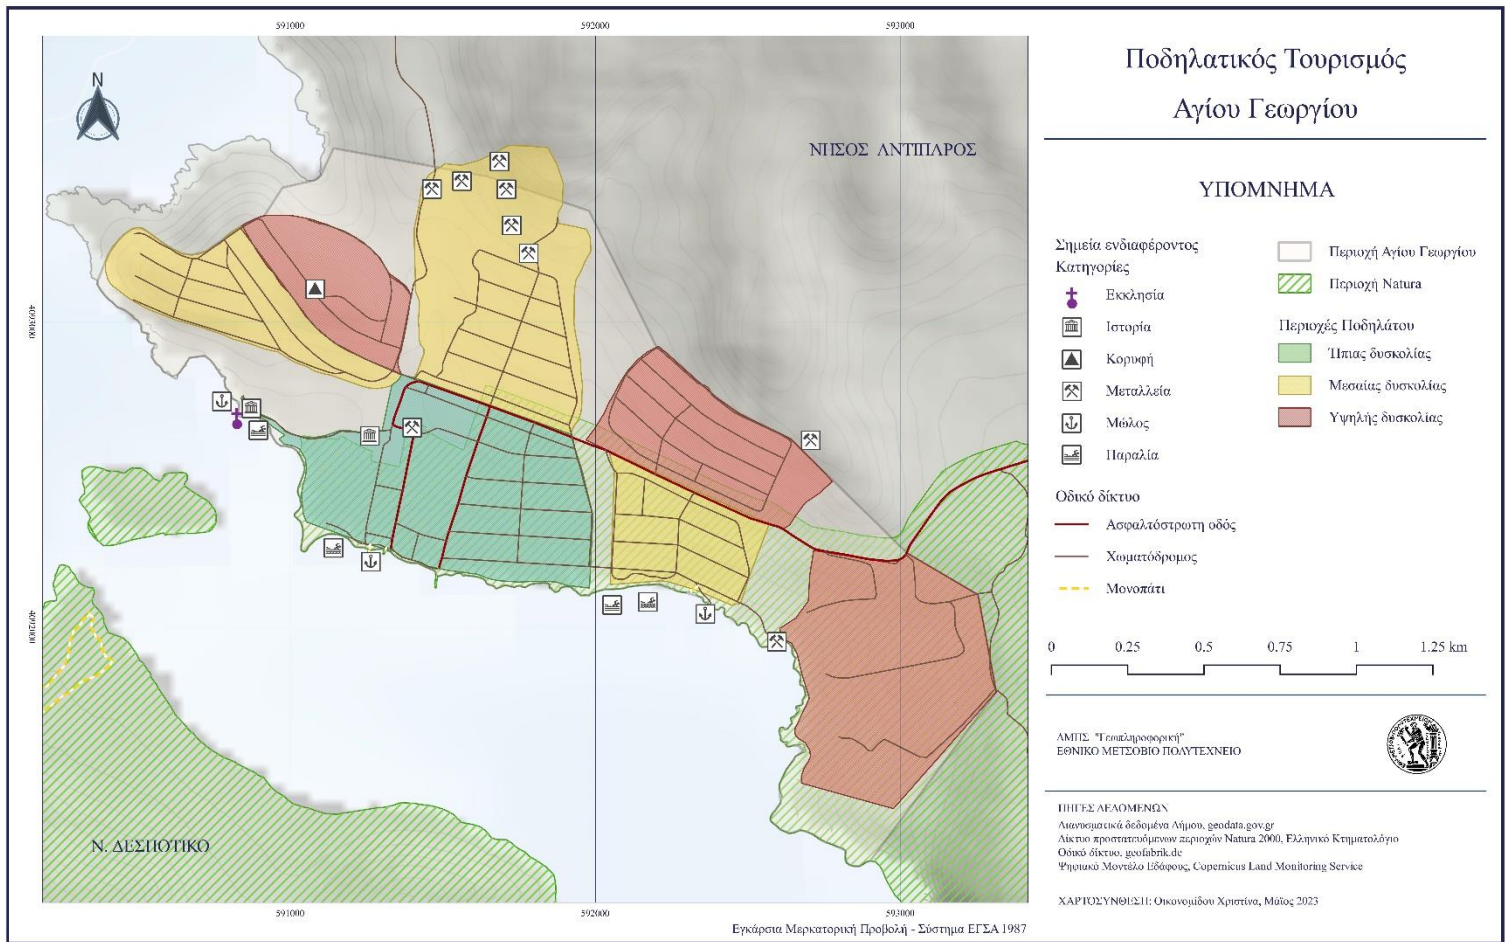 591000
592000
593000
N
ΝΗΣΟΣ ΑΝΤΙΠΑΡΟΣ
4093000
4092000
Ν. ΔΕΣΠΟΤΙΚΟ
591000
592000
593000
Εγκάρσια Μερκατορική Προβολή - Σύστημα ΕΓΣΑ 1987
Ποδηλατικός Τουρισμός
Αγίου Γεωργίου
ΥΠΟΜΝΗΜΑ
Σημεία ενδιαφέροντος
Κατηγορίες
Εκκλησία
Ιστορία
Κορυφή
Μεταλλεία
Μώλος
Παραλία
Οδικό δίκτυο
Ασφαλτόστρωτη οδός
Χωματόδρομος
Μονοπάτι
Περιοχή Αγίου Γεωργίου
Περιοχή Natura
Περιοχές Ποδηλάτου
Ήπιας δυσκολίας
Μεσαίας δυσκολίας
Υψηλής δυσκολίας
0 0.25 0.5 0.75 1 1.25 km
ΔΠΜΣ "Γεωπληροφορική"
ΕΘΝΙΚΟ ΜΕΤΣΟΒΙΟ ΠΟΛΥΤΕΧΝΕΙΟ
ΠΗΓΕΣ ΔΕΔΟΜΕΝΩΝ
Διανυσματικά δεδομένα Δήμου, geodata.gov.gr
Δίκτυο προστατευόμενων περιοχών Natura 2000, Ελληνικό Κτηματολόγιο
Οδικό δίκτυο, geofabrik.de
Ψηφιακό Μοντέλο Εδάφους, Copernicus Land Monitoring Service
ΧΑΡΤΟΣΥΝΘΕΣΗ: Οικονομίδου Χριστίνα, Μάϊος 2023